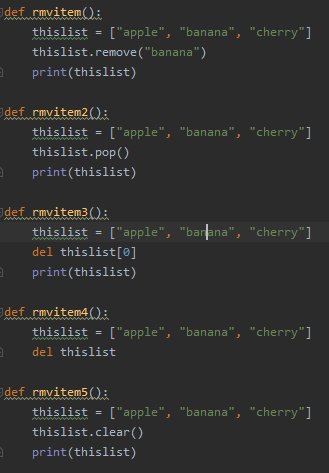 def rmvitem():
    thislist = ["apple", "banana", "cherry"]
    thislist.remove("banana")
    print(thislist)
def rmvitem2():
    thislist = ["apple", "banana", "cherry"]
    thislist.pop()
    print(thislist)
def rmvitem3():
    thislist = ["apple", "banana", "cherry"]
    del thislist[0]
    print(thislist)
def rmvitem4():
    thislist = ["apple", "banana", "cherry"]
    del thislist
def rmvitem5():
    thislist = ["apple", "banana", "cherry"]
    thislist.clear()
    print(thislist)